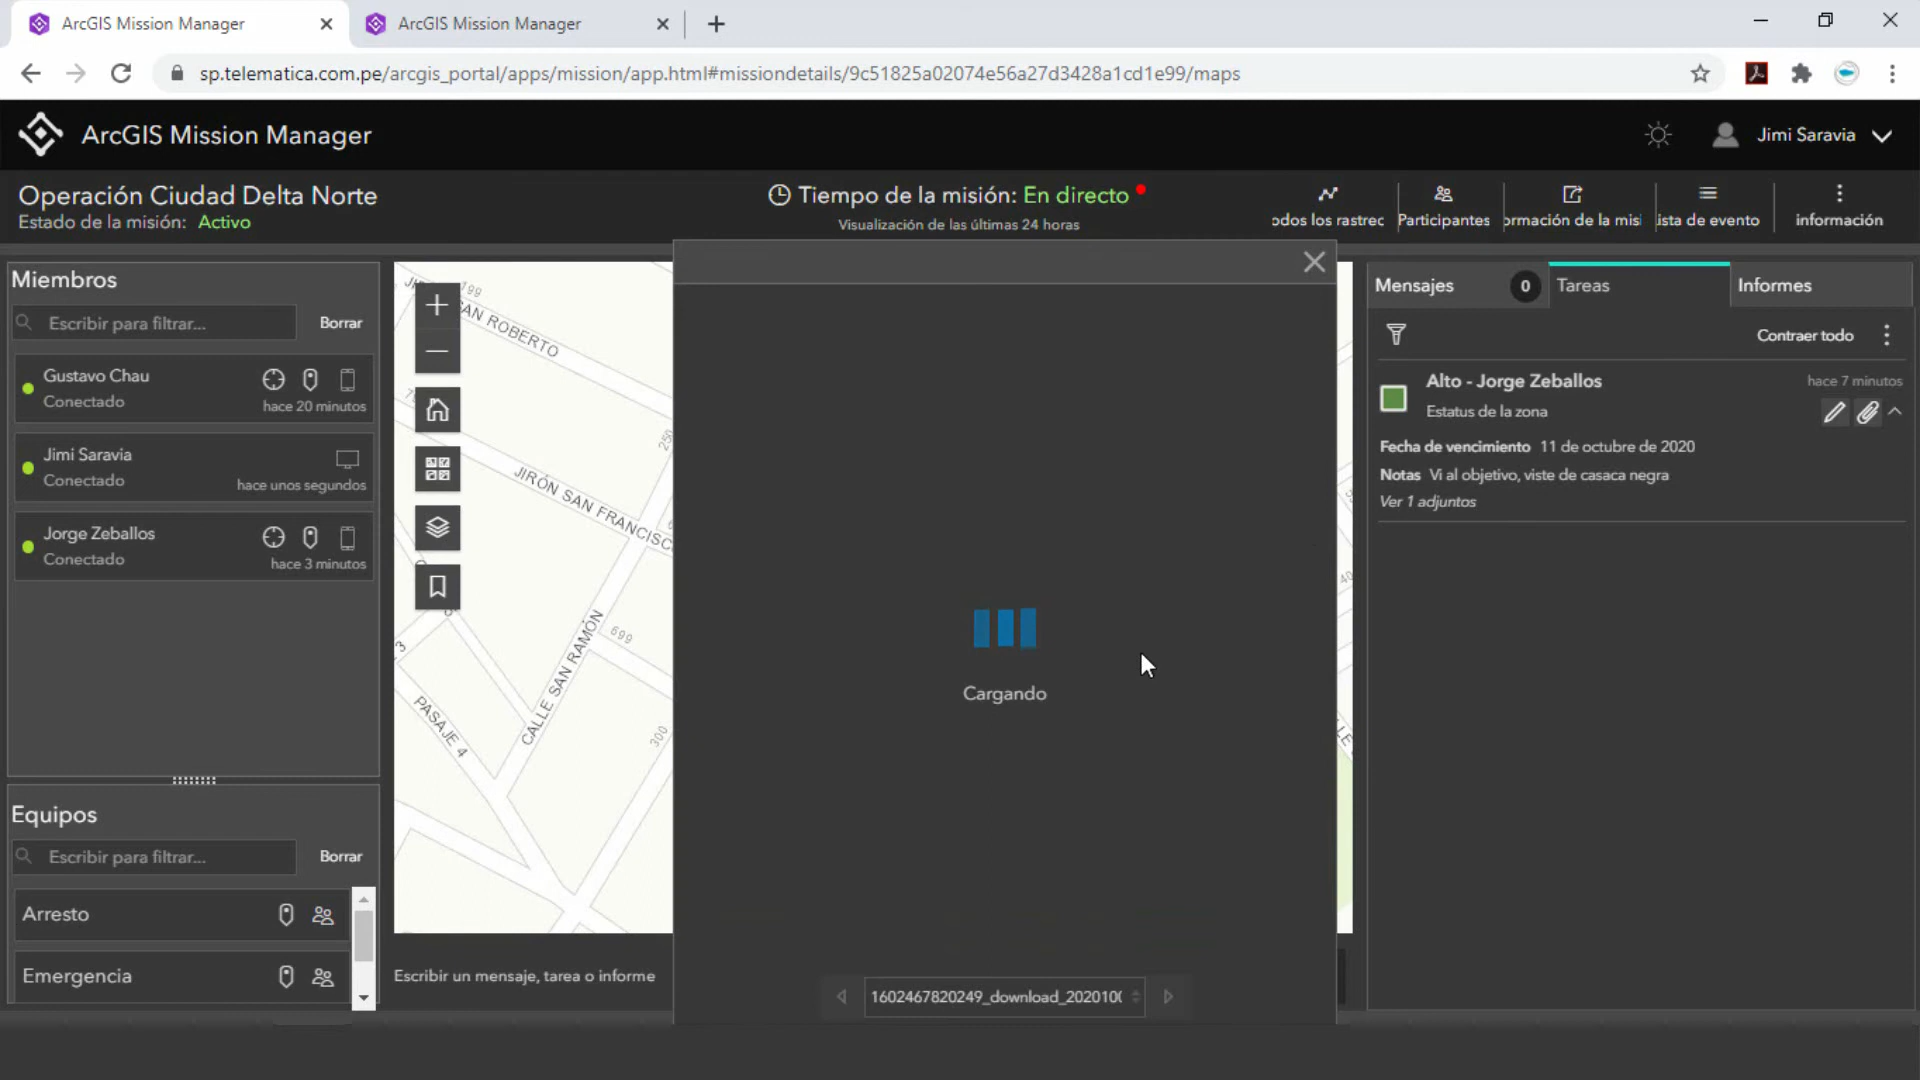 ArcGIS Mission Manager
ArcGIS Mission Manager
sp.telematica.com.pe/arcgis_portal/apps/mission/app.html#missiondetails/9c51825a02074e56a27d3428a1cd1e99/maps
ArcGIS Mission Manager
Jimi Saravia
Operación Ciudad Delta Norte
Estado de la misión: Activo
Tiempo de la misión: En directo
Visualización de las últimas 24 horas
odos los rastrec
Participantes
ormación de la misi
ista de evento
información
Miembros
Escribir para filtrar...
Borrar
Gustavo Chau
Conectado
hace 20 minutos
Jimi Saravia
Conectado
hace unos segundos
Jorge Zeballos
Conectado
hace 3 minutos
Equipos
Escribir para filtrar...
Borrar
Arresto
Emergencia
199
SAN ROBERTO
250
JIRÓN SAN FRANCISC
CALLE SAN RAMÓN
699
PASAJE 4
300
3
Cargando
1602467820249_download_2020100
Escribir un mensaje, tarea o informe
Mensajes 0
Tareas
Informes
Contraer todo
Alto - Jorge Zeballos
hace 7 minutos
Estatus de la zona
Fecha de vencimiento 11 de octubre de 2020
Notas Vi al objetivo, viste de casaca negra
Ver 1 adjuntos